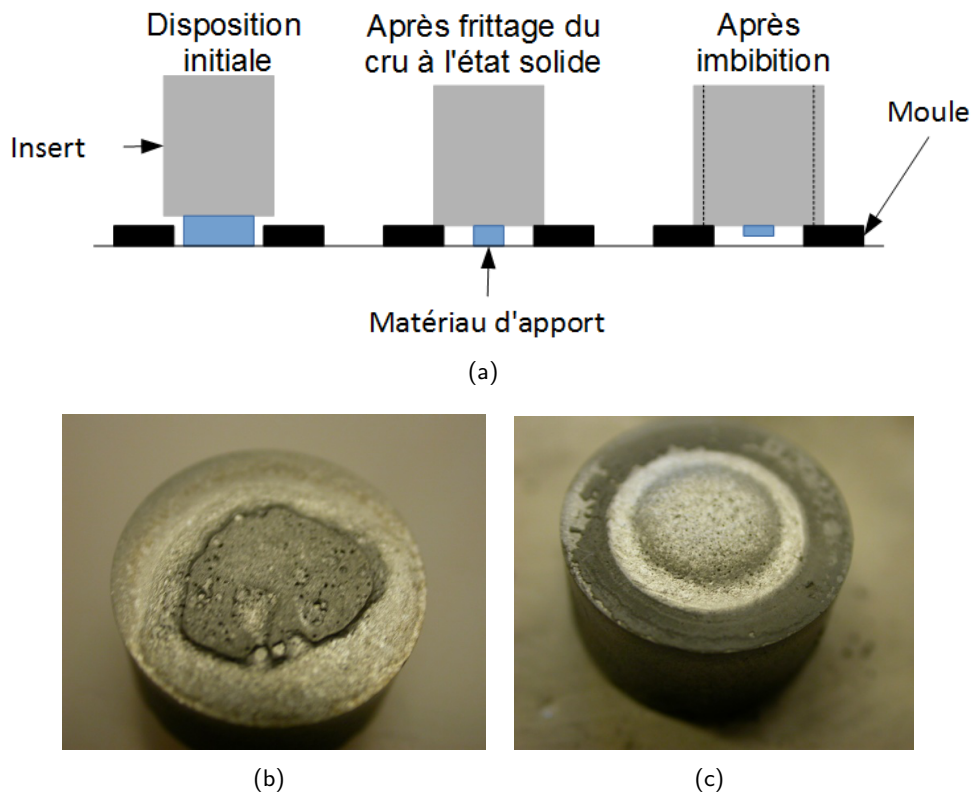 Disposition
initiale
Après frittage du
cru à l'état solide
Après
imbibition
Insert
Moule
Matériau d'apport
(a)
(b)
(c)